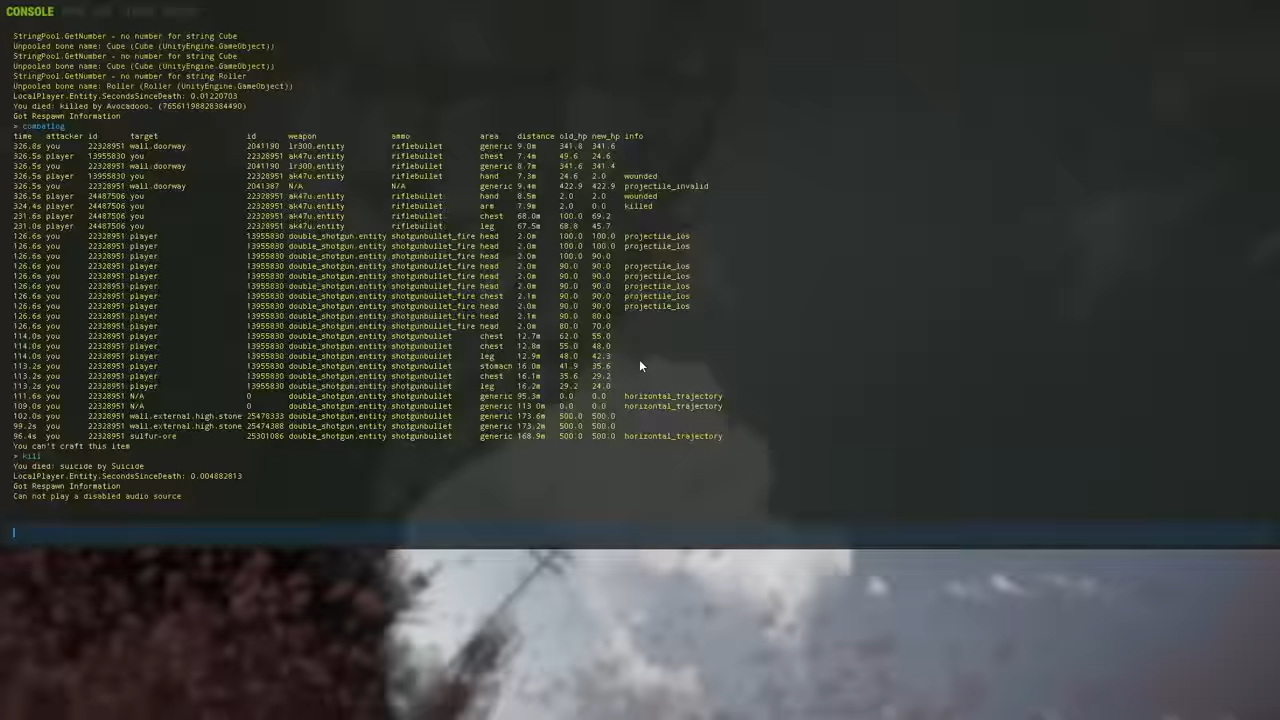 CONSOLE
StringPool.GetNumber - no number for string Cube
Unpooled bone name: Cube (Cube (UnityEngine.GameObject))
StringPool.GetNumber - no number for string Cube
Unpooled bone name: Cube (Cube (UnityEngine.GameObject))
StringPool.GetNumber - no number for string Roller
Unpooled bone name: Roller (Roller (UnityEngine.GameObject))
LocalPlayer.Entity.SecondsSinceDeath: 0.01220703
You died: killed by Avocadooo. (76561198828384490)
Got Respawn Information
> combatlog
time attacker id target id weapon ammo area distance old_hp new_hp info
326.8s you 22328951 wall.doorway 2041190 lr300.entity riflebullet generic 9.0m 341.8 341.6
326.5s player 13955830 you 22328951 ak47u.entity riflebullet chest 7.4m 49.6 24.6
326.5s you 22328951 wall.doorway 2041190 lr300.entity riflebullet generic 8.7m 341.6 341.4
326.5s player 13955830 you 22328951 ak47u.entity riflebullet hand 7.3m 24.6 2.0 wounded
326.5s you 22328951 wall.doorway 2041387 N/A N/A generic 9.4m 422.9 422.9 projectile_invalid
326.5s player 24487506 you 22328951 ak47u.entity riflebullet hand 8.5m 2.0 2.0 wounded
324.4s player 24487506 you 22328951 ak47u.entity riflebullet arm 7.9m 2.0 0.0 killed
231.6s player 24487506 you 22328951 ak47u.entity riflebullet chest 68.0m 100.0 69.2
231.0s player 24487506 you 22328951 ak47u.entity riflebullet leg 67.5m 68.8 45.7
126.6s you 22328951 player 13955830 double_shotgun.entity shotgunbullet_fire head 2.0m 100.0 100.0 projectile_los
126.6s you 22328951 player 13955830 double_shotgun.entity shotgunbullet_fire head 2.0m 100.0 100.0 projectile_los
126.6s you 22328951 player 13955830 double_shotgun.entity shotgunbullet_fire head 2.0m 100.0 90.0
126.6s you 22328951 player 13955830 double_shotgun.entity shotgunbullet_fire head 2.0m 90.0 90.0 projectile_los
126.6s you 22328951 player 13955830 double_shotgun.entity shotgunbullet_fire head 2.0m 90.0 90.0 projectile_los
126.6s you 22328951 player 13955830 double_shotgun.entity shotgunbullet_fire head 2.0m 90.0 90.0 projectile_los
126.6s you 22328951 player 13955830 double_shotgun.entity shotgunbullet_fire chest 2.1m 90.0 90.0 projectile_los
126.6s you 22328951 player 13955830 double_shotgun.entity shotgunbullet_fire head 2.0m 90.0 90.0 projectile_los
126.6s you 22328951 player 13955830 double_shotgun.entity shotgunbullet_fire head 2.1m 90.0 80.0
126.6s you 22328951 player 13955830 double_shotgun.entity shotgunbullet_fire head 2.0m 80.0 70.0
114.0s you 22328951 player 13955830 double_shotgun.entity shotgunbullet chest 12.7m 62.0 55.0
114.0s you 22328951 player 13955830 double_shotgun.entity shotgunbullet chest 12.8m 55.0 48.0
114.0s you 22328951 player 13955830 double_shotgun.entity shotgunbullet leg 12.9m 48.0 42.3
113.2s you 22328951 player 13955830 double_shotgun.entity shotgunbullet stomach 16.0m 41.9 35.6
113.2s you 22328951 player 13955830 double_shotgun.entity shotgunbullet chest 16.1m 35.6 29.2
113.2s you 22328951 player 13955830 double_shotgun.entity shotgunbullet leg 16.2m 29.2 24.0
111.6s you 22328951 N/A 0 double_shotgun.entity shotgunbullet generic 95.3m 0.0 0.0 horizontal_trajectory
109.0s you 22328951 N/A 0 double_shotgun.entity shotgunbullet generic 113.0m 0.0 0.0 horizontal_trajectory
102.0s you 22328951 wall.external.high.stone 25478333 double_shotgun.entity shotgunbullet generic 173.6m 500.0 500.0
99.2s you 22328951 wall.external.high.stone 25474388 double_shotgun.entity shotgunbullet generic 173.2m 500.0 500.0
96.4s you 22328951 sulfur-ore 25301086 double_shotgun.entity shotgunbullet generic 168.9m 500.0 500.0 horizontal_trajectory
You can't craft this item
> kill
You died: suicide by Suicide
LocalPlayer.Entity.SecondsSinceDeath: 0.004882813
Got Respawn Information
Can not play a disabled audio source